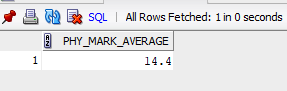 SQL | All Rows Fetched: 1 in 0 seconds
PHY_MARK_AVERAGE
1 14.4